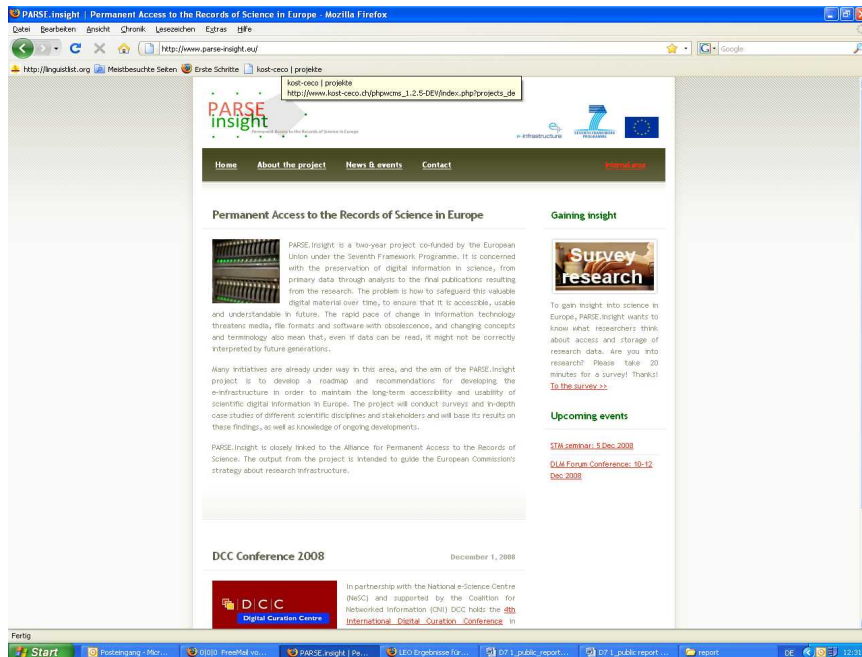 PARSE.insight | Permanent Access to the Records of Science in Europe - Mozilla Firefox
Datei Bearbeiten Ansicht Chronik Lesezeichen Extras Hilfe
http://www.parse-insight.eu/
Google
http://linguistlist.org Meistbesuchte Seiten Erste Schritte kost-ceco | projekte
kost-ceco | projekte
http://www.kost-ceco.ch/phpwcms_1.2.5-DEV/index.php?projects_de
PARSE
insight
Permanent Access to the Records of Science in Europe
e-infrastructure
SEVENTH FRAMEWORK
PROGRAMME
Home About the project News & events Contact Internal area
Permanent Access to the Records of Science in Europe
PARSE.Insight is a two-year project co-funded by the European
Union under the Seventh Framework Programme. It is concerned
with the preservation of digital information in science, from
primary data through analysis to the final publications resulting
from the research. The problem is how to safeguard this valuable
digital material over time, to ensure that it is accessible, usable
and understandable in future. The rapid pace of change in information technology
threatens media, file formats and software with obsolescence, and changing concepts
and terminology also mean that, even if data can be read, it might not be correctly
interpreted by future generations.
Many initiatives are already under way in this area, and the aim of the PARSE.Insight
project is to develop a roadmap and recommendations for developing the
e-infrastructure in order to maintain the long-term accessibility and usability of
scientific digital information in Europe. The project will conduct surveys and in-depth
case studies of different scientific disciplines and stakeholders and will base its results on
these findings, as well as knowledge of ongoing developments.
PARSE.Insight is closely linked to the Alliance for Permanent Access to the Records of
Science. The output from the project is intended to guide the European Commission's
strategy about research infrastructure.
Gaining insight
Survey
research
To gain insight into science in
Europe, PARSE.Insight wants to
know what researchers think
about access and storage of
research data. Are you into
research? Please take 20
minutes for a survey! Thanks!
To the survey >>
Upcoming events
STM seminar: 5 Dec 2008
DLM Forum Conference: 10-12
Dec 2008
DCC Conference 2008 December 1, 2008
D|C|C
Digital Curation Centre
In partnership with the National e-Science Centre
(NeSC) and supported by the Coalition for
Networked Information (CNI) DCC holds the 4th
International Digital Curation Conference in
Fertig
Start Posteingang - Micr... 0|0|0 FreeMail vo... PARSE.insight | Pe... LEO Ergebnisse für... D7 1_public_report... D7 1_public report ... report DE 12:31